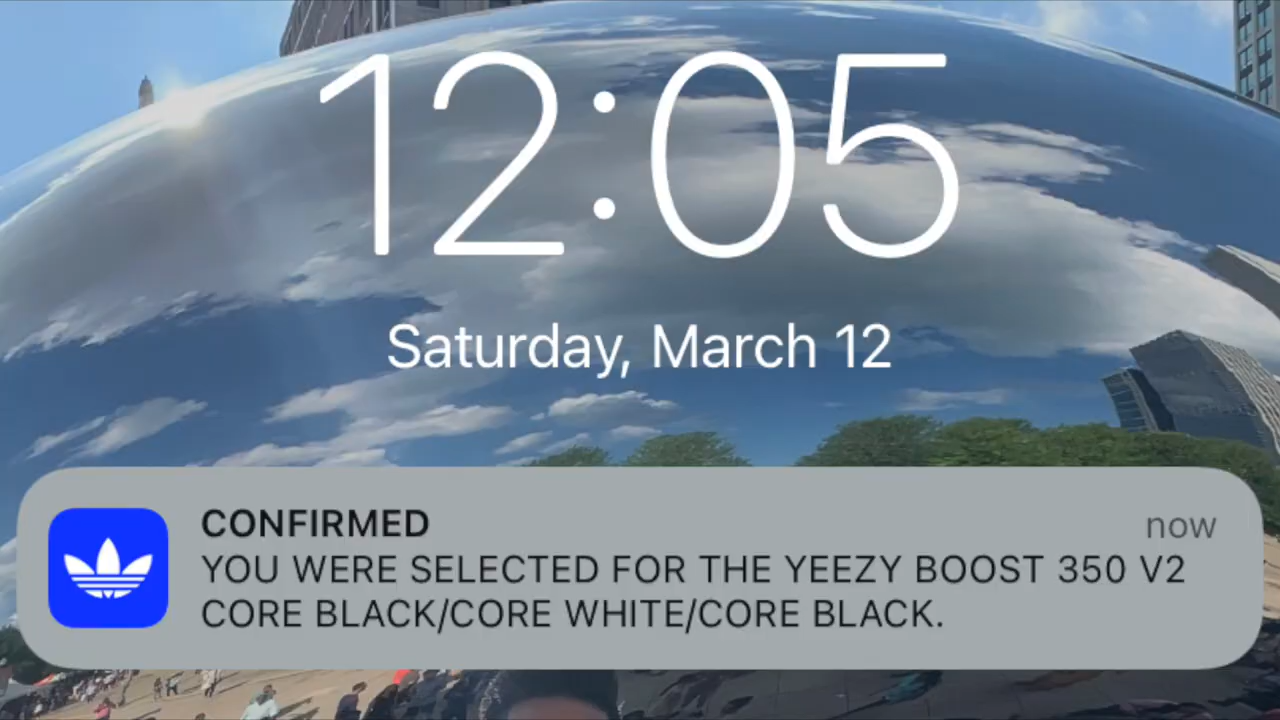 12:05
Saturday, March 12
CONFIRMED
now
YOU WERE SELECTED FOR THE YEEZY BOOST 350 V2
CORE BLACK/CORE WHITE/CORE BLACK.